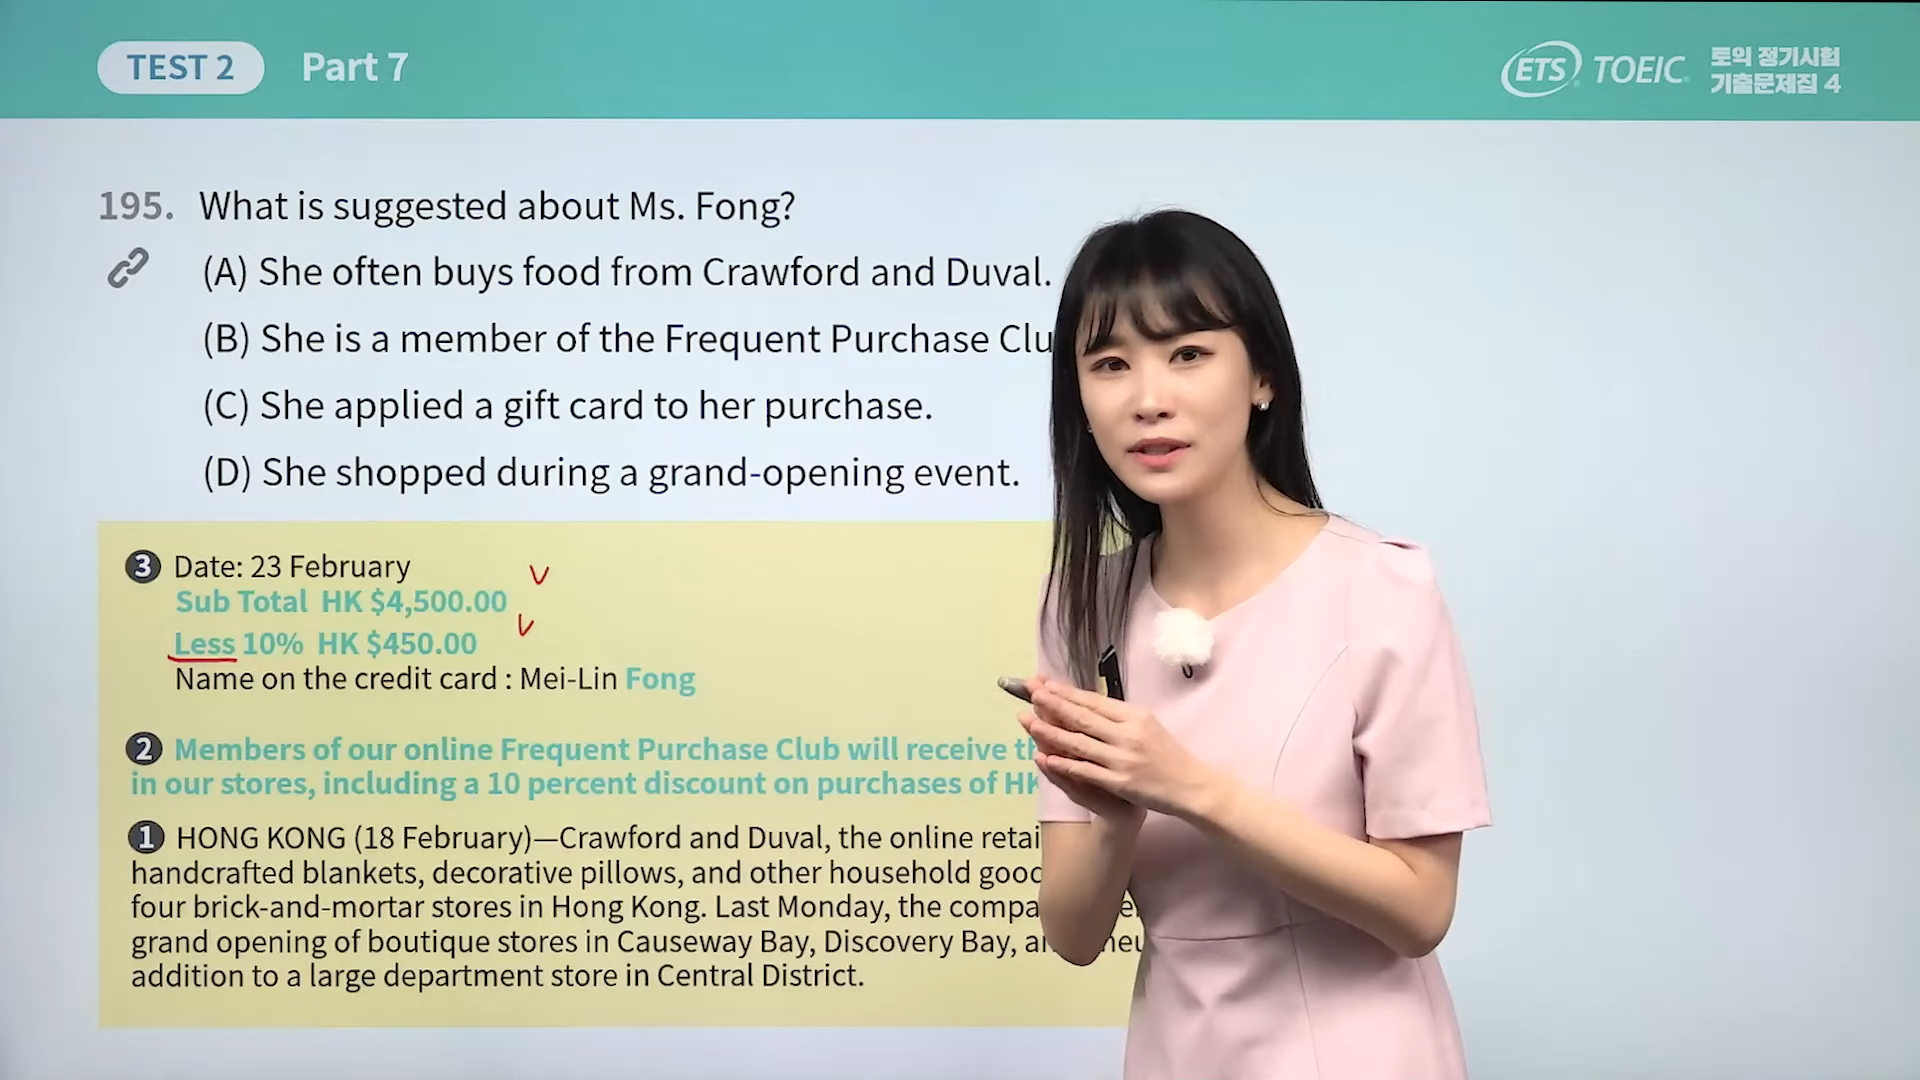 TEST 2
Part 7
ETS TOEIC
토익 정기시험
기출문제집 4
195. What is suggested about Ms. Fong?
(A) She often buys food from Crawford and Duval.
(B) She is a member of the Frequent Purchase
(C) She applied a gift card to her purchase.
(D) She shopped during a grand-opening event.
3 Date: 23 February
Sub Total HK $4,500.00
Less 10% HK $450.00
Name on the credit card : Mei-Lin Fong
2 Members of our online Frequent Purchase Club will receive
in our stores, including a 10 percent discount on purchases of
1 HONG KONG (18 February)—Crawford and Duval, the online
handcrafted blankets, decorative pillows, and other household
four brick-and-mortar stores in Hong Kong. Last Monday, the
grand opening of boutique stores in Causeway Bay, Discovery Bay,
addition to a large department store in Central District.